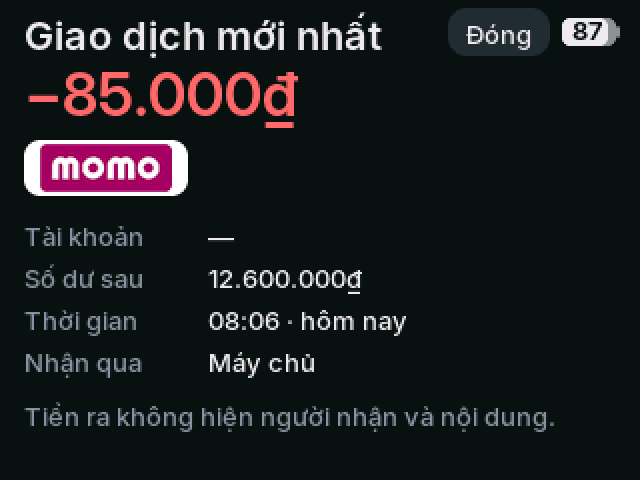 Giao dịch mới nhất
Đóng
87
−85.000₫
momo
Tài khoản —
Số dư sau 12.600.000₫
Thời gian 08:06 · hôm nay
Nhận qua Máy chủ
Tiền ra không hiện người nhận và nội dung.